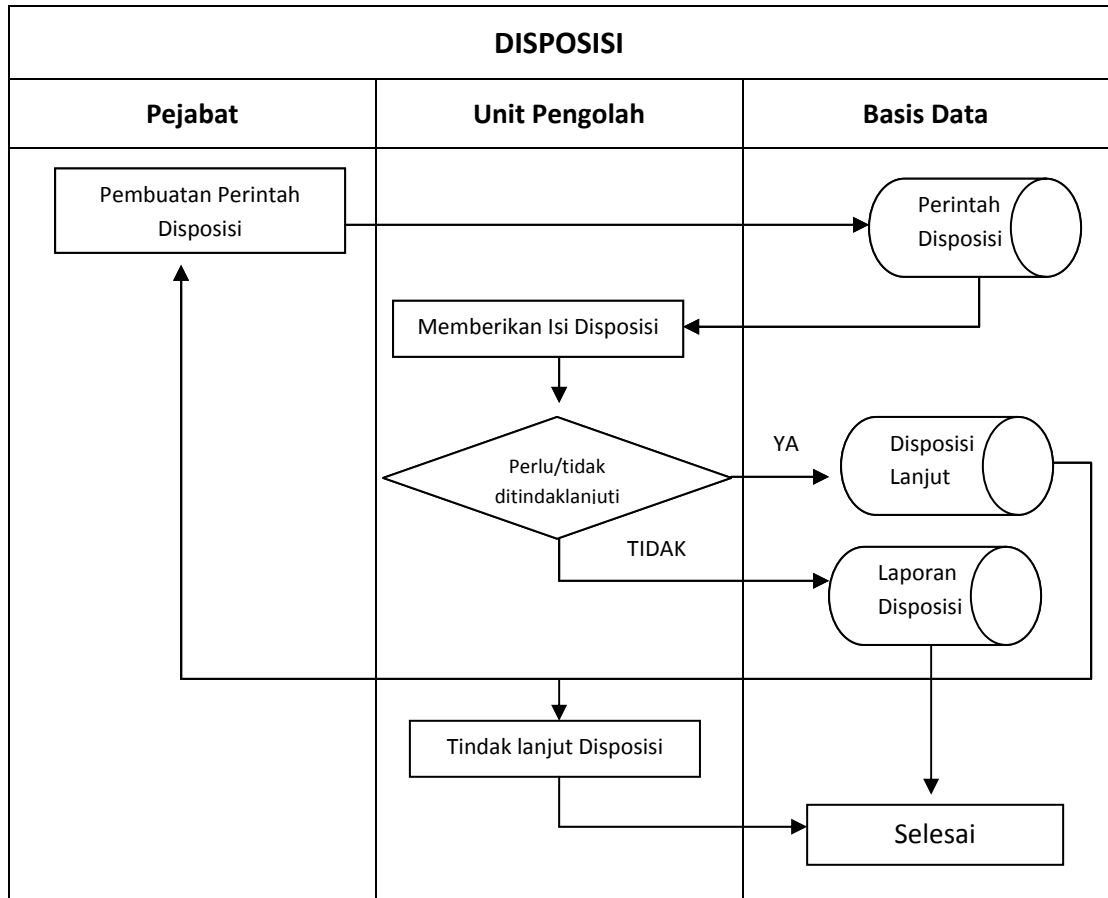 DISPOSISI
Pejabat
Unit Pengolah
Basis Data
Pembuatan Perintah
Disposisi
Perintah
Disposisi
Memberikan Isi Disposisi
Perlu/tidak
ditindaklanjuti
YA
Disposisi
Lanjut
TIDAK
Laporan
Disposisi
Tindak lanjut Disposisi
Selesai